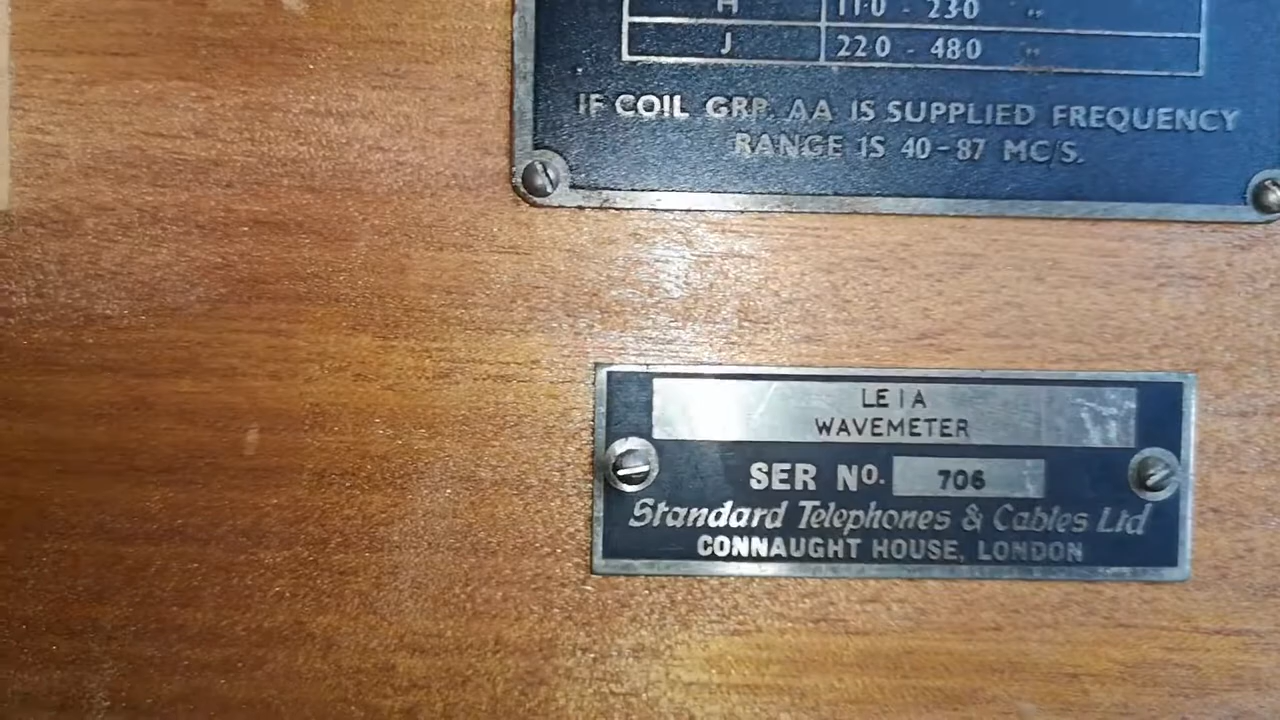 H 11·0 - 23·0 "
J 22·0 - 48·0 "
IF COIL GRP. AA IS SUPPLIED FREQUENCY
RANGE IS 40-87 MC/S.
LE1A
WAVEMETER
SER NO. 706
Standard Telephones & Cables Ltd
CONNAUGHT HOUSE, LONDON